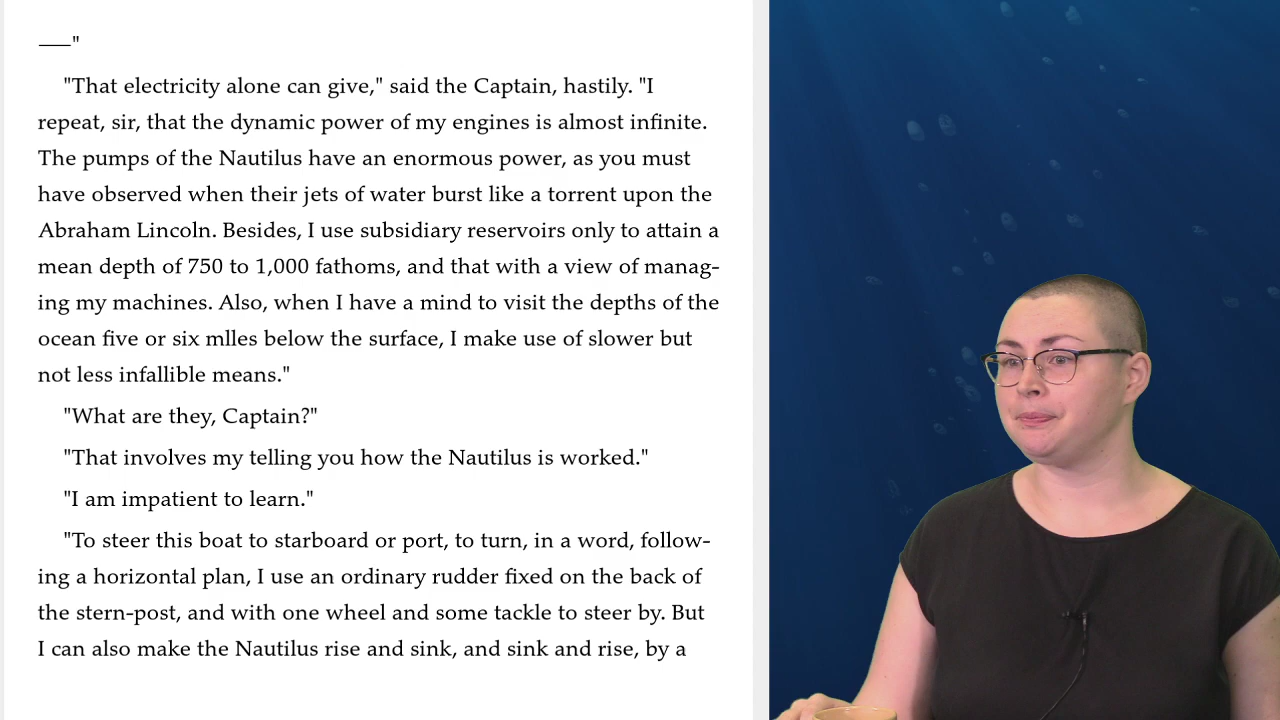 ——"
"That electricity alone can give," said the Captain, hastily. "I
repeat, sir, that the dynamic power of my engines is almost infinite.
The pumps of the Nautilus have an enormous power, as you must
have observed when their jets of water burst like a torrent upon the
Abraham Lincoln. Besides, I use subsidiary reservoirs only to attain a
mean depth of 750 to 1,000 fathoms, and that with a view of manag-
ing my machines. Also, when I have a mind to visit the depths of the
ocean five or six mlles below the surface, I make use of slower but
not less infallible means."
"What are they, Captain?"
"That involves my telling you how the Nautilus is worked."
"I am impatient to learn."
"To steer this boat to starboard or port, to turn, in a word, follow-
ing a horizontal plan, I use an ordinary rudder fixed on the back of
the stern-post, and with one wheel and some tackle to steer by. But
I can also make the Nautilus rise and sink, and sink and rise, by a